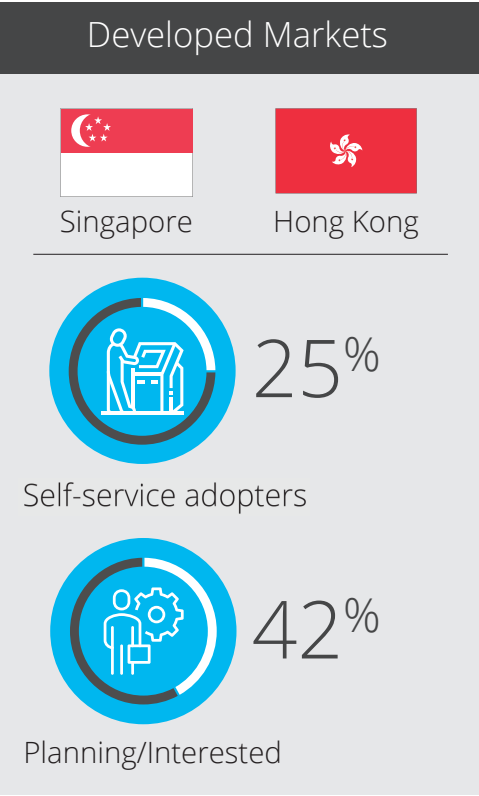 Developed Markets
Singapore
Hong Kong
25%
Self-service adopters
42%
Planning/Interested